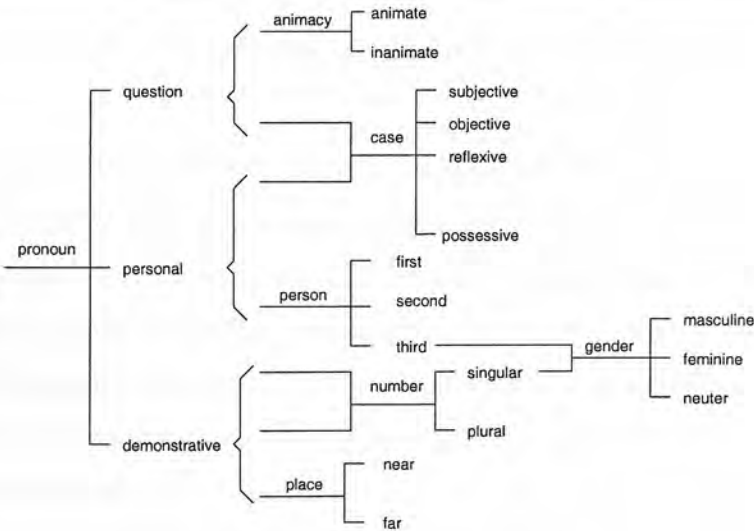 animacy
animate
inanimate
question
subjective
case
objective
reflexive
possessive
pronoun
personal
first
person
second
third
gender
masculine
feminine
neuter
number
singular
plural
demonstrative
near
place
far